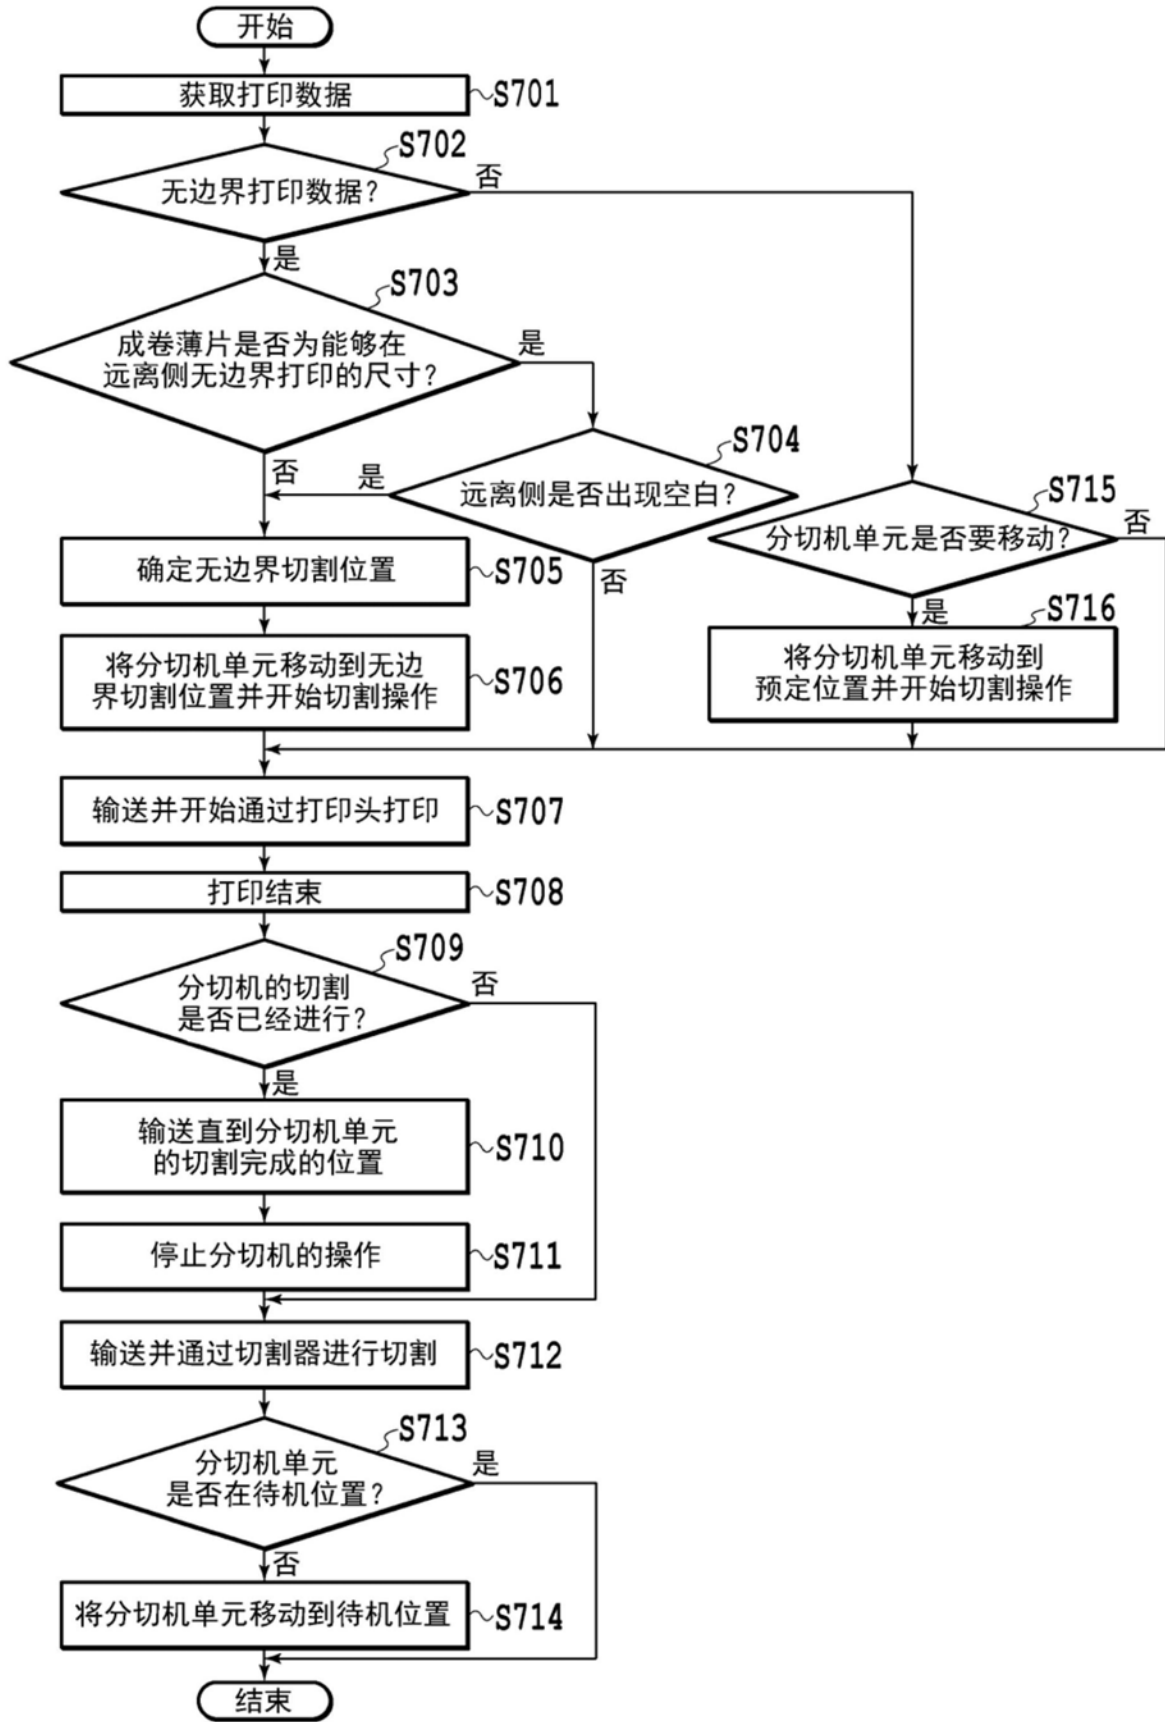 开始
获取打印数据
S701
S702
无边界打印数据？
否
是
S703
成卷薄片是否为能够在
远离侧无边界打印的尺寸？
是
否
S704
远离侧是否出现空白？
是
否
S715
分切机单元是否要移动？
否
是
确定无边界切割位置
S705
将分切机单元移动到无边
界切割位置并开始切割操作
S706
S716
将分切机单元移动到
预定位置并开始切割操作
输送并开始通过打印头打印
S707
打印结束
S708
S709
分切机的切割
是否已经进行？
否
是
输送直到分切机单元
的切割完成的位置
S710
停止分切机的操作
S711
输送并通过切割器进行切割
S712
S713
分切机单元
是否在待机位置？
是
否
将分切机单元移动到待机位置
S714
结束